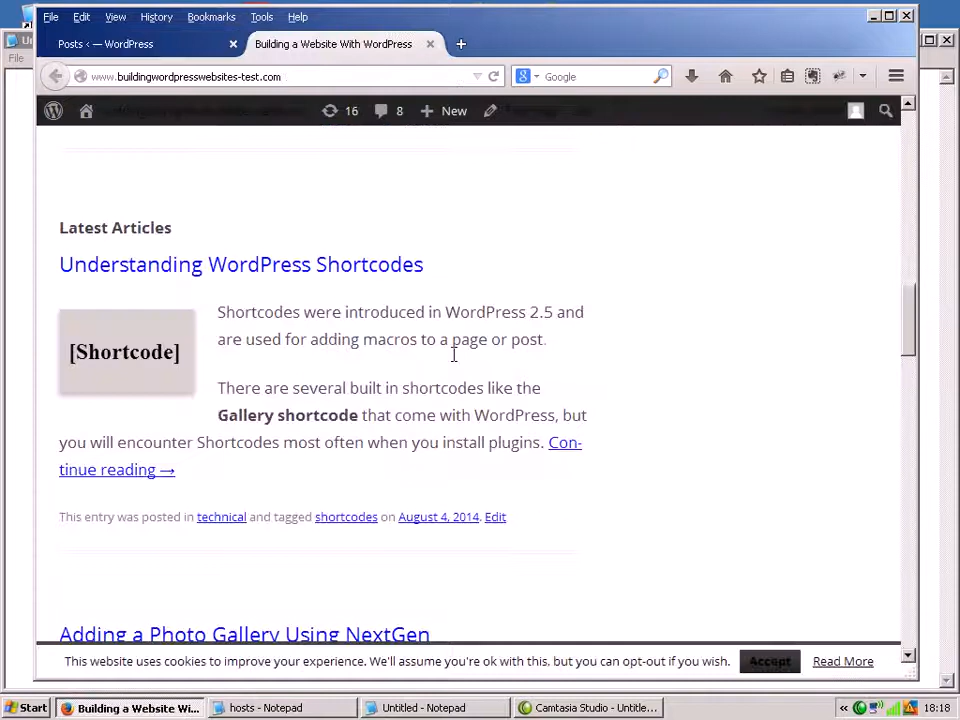 File Edit View History Bookmarks Tools Help
Posts ‹ — WordPress
Building a Website With WordPress
www.buildingwordpresswebsites-test.com
Google
File
16 8 New
Latest Articles
Understanding WordPress Shortcodes
[Shortcode]
Shortcodes were introduced in WordPress 2.5 and
are used for adding macros to a page or post.
There are several built in shortcodes like the
Gallery shortcode that come with WordPress, but
you will encounter Shortcodes most often when you install plugins. Con-
tinue reading →
This entry was posted in technical and tagged shortcodes on August 4, 2014. Edit
Adding a Photo Gallery Using NextGen
This website uses cookies to improve your experience. We'll assume you're ok with this, but you can opt-out if you wish. Accept Read More
Start Building a Website Wi... hosts - Notepad Untitled - Notepad Camtasia Studio - Untitle... « 18:18